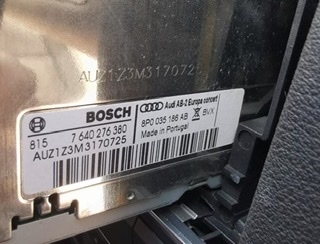 AUZ1Z3M3170725
BOSCH
Audi AB-2 Europa concert
815 7 640 276 380
8P0 035 186 AB BVX
AUZ1Z3M3170725
Made in Portugal